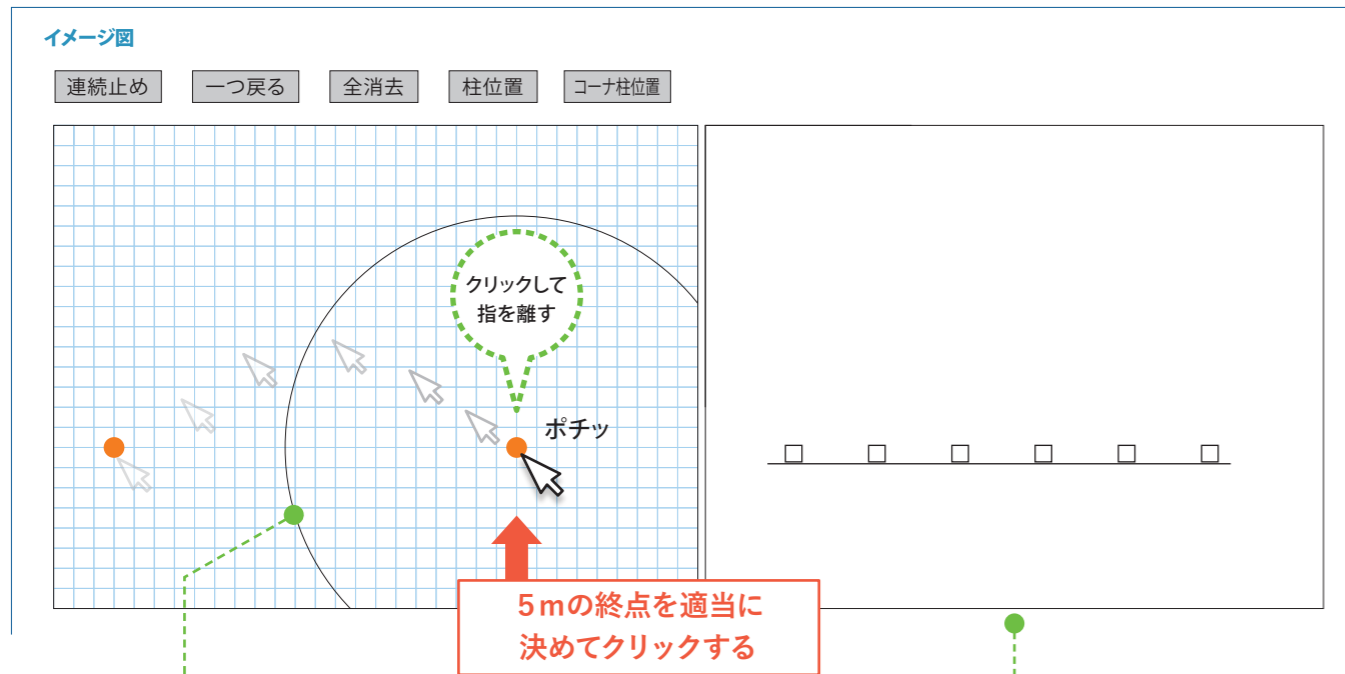 イメージ図
連続止め
一つ戻る
全消去
柱位置
コーナ柱位置
クリックして
指を離す
ポチッ
5mの終点を適当に
決めてクリックする